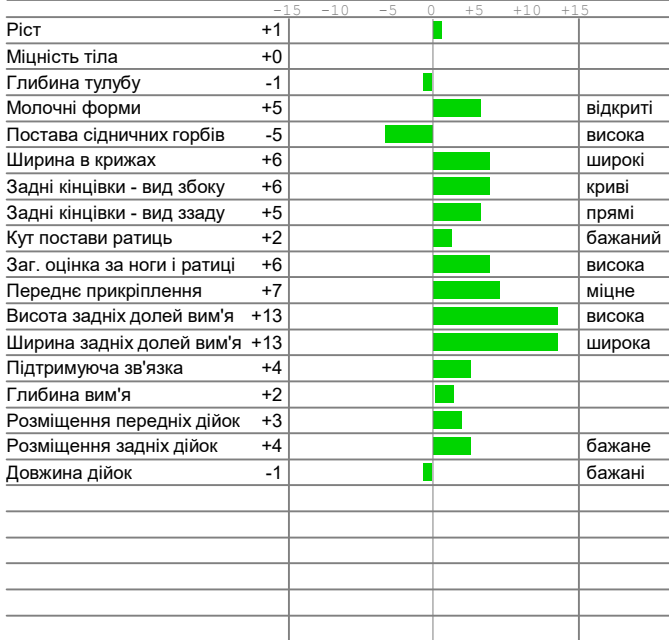 -15 -10 -5 0 +5 +10 +15
Ріст +1
Міцність тіла +0
Глибина тулубу -1
Молочні форми +5 відкриті
Постава сідничних горбів -5 висока
Ширина в крижах +6 широкі
Задні кінцівки - вид збоку +6 криві
Задні кінцівки - вид ззаду +5 прямі
Кут постави ратиць +2 бажаний
Заг. оцінка за ноги і ратиці +6 висока
Переднє прикріплення +7 міцне
Висота задніх долей вим'я +13 висока
Ширина задніх долей вим'я +13 широка
Підтримуюча зв'язка +4
Глибина вим'я +2
Розміщення передніх дійок +3
Розміщення задніх дійок +4 бажане
Довжина дійок -1 бажані